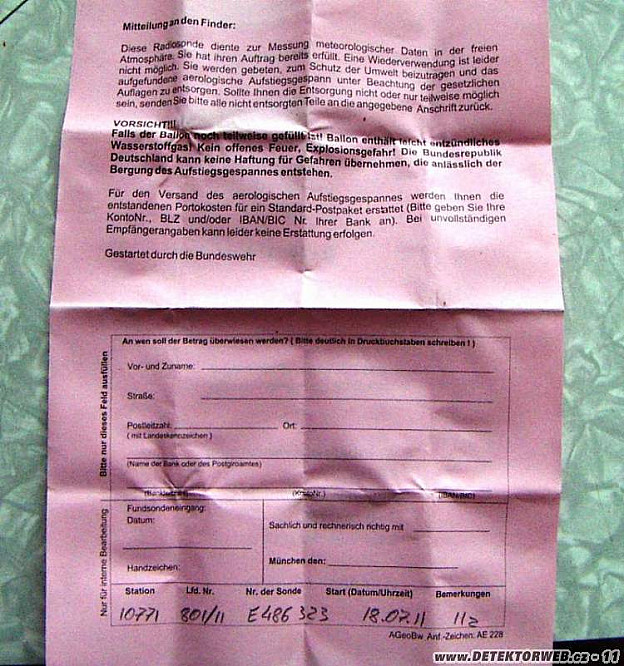 Mitteilung an den Finder:
Diese Radiosonde diente zur Messung meteorologischer Daten in der freien
Atmosphäre. Sie hat ihren Auftrag bereits erfüllt. Eine Wiederverwendung ist leider
nicht möglich. Sie werden gebeten, zum Schutz der Umwelt beizutragen und das
aufgefundene aerologische Aufstiegsgespann unter Beachtung der gesetzlichen
Auflagen zu entsorgen. Sollte Ihnen die Entsorgung nicht oder nur teilweise möglich
sein, senden Sie bitte alle nicht entsorgten Teile an die angegebene Anschrift zurück.
VORSICHT!!!
Falls der Ballon noch teilweise gefüllt ist! Ballon enthält leicht entzündliches
Wasserstoffgas! Kein offenes Feuer, Explosionsgefahr! Die Bundesrepublik
Deutschland kann keine Haftung für Gefahren übernehmen, die anlässlich der
Bergung des Aufstiegsgespannes entstehen.
Für den Versand des aerologischen Aufstiegsgespannes werden Ihnen die
entstandenen Portokosten für ein Standard-Postpaket erstattet (Bitte geben Sie Ihre
KontoNr., BLZ und/oder IBAN/BIC Nr. Ihrer Bank an). Bei unvollständigen
Empfängerangaben kann leider keine Erstattung erfolgen.
Gestartet durch die Bundeswehr
An wen soll der Betrag überwiesen werden? ( Bitte deutlich in Druckbuchstaben schreiben ! )
Bitte nur dieses Feld ausfüllen
Vor- und Zuname:
Straße:
Postleitzahl: Ort:
( mit Landeskennzeichen )
(Name der Bank oder des Postgiroamtes)
(Bankleitzahl) (KontoNr.) (IBAN/BIC)
Nur für interne Bearbeitung
Fundsondeneingang:
Datum:
Handzeichen:
Sachlich und rechnerisch richtig mit
München den:
Station Lfd. Nr. Nr. der Sonde Start (Datum/Uhrzeit) Bemerkungen
10771 801/11 E486323 18.07.11 11z
AGeoBw Anf.-Zeichen: AE 228
WWW.DETEKTORWEB.CZ - 11